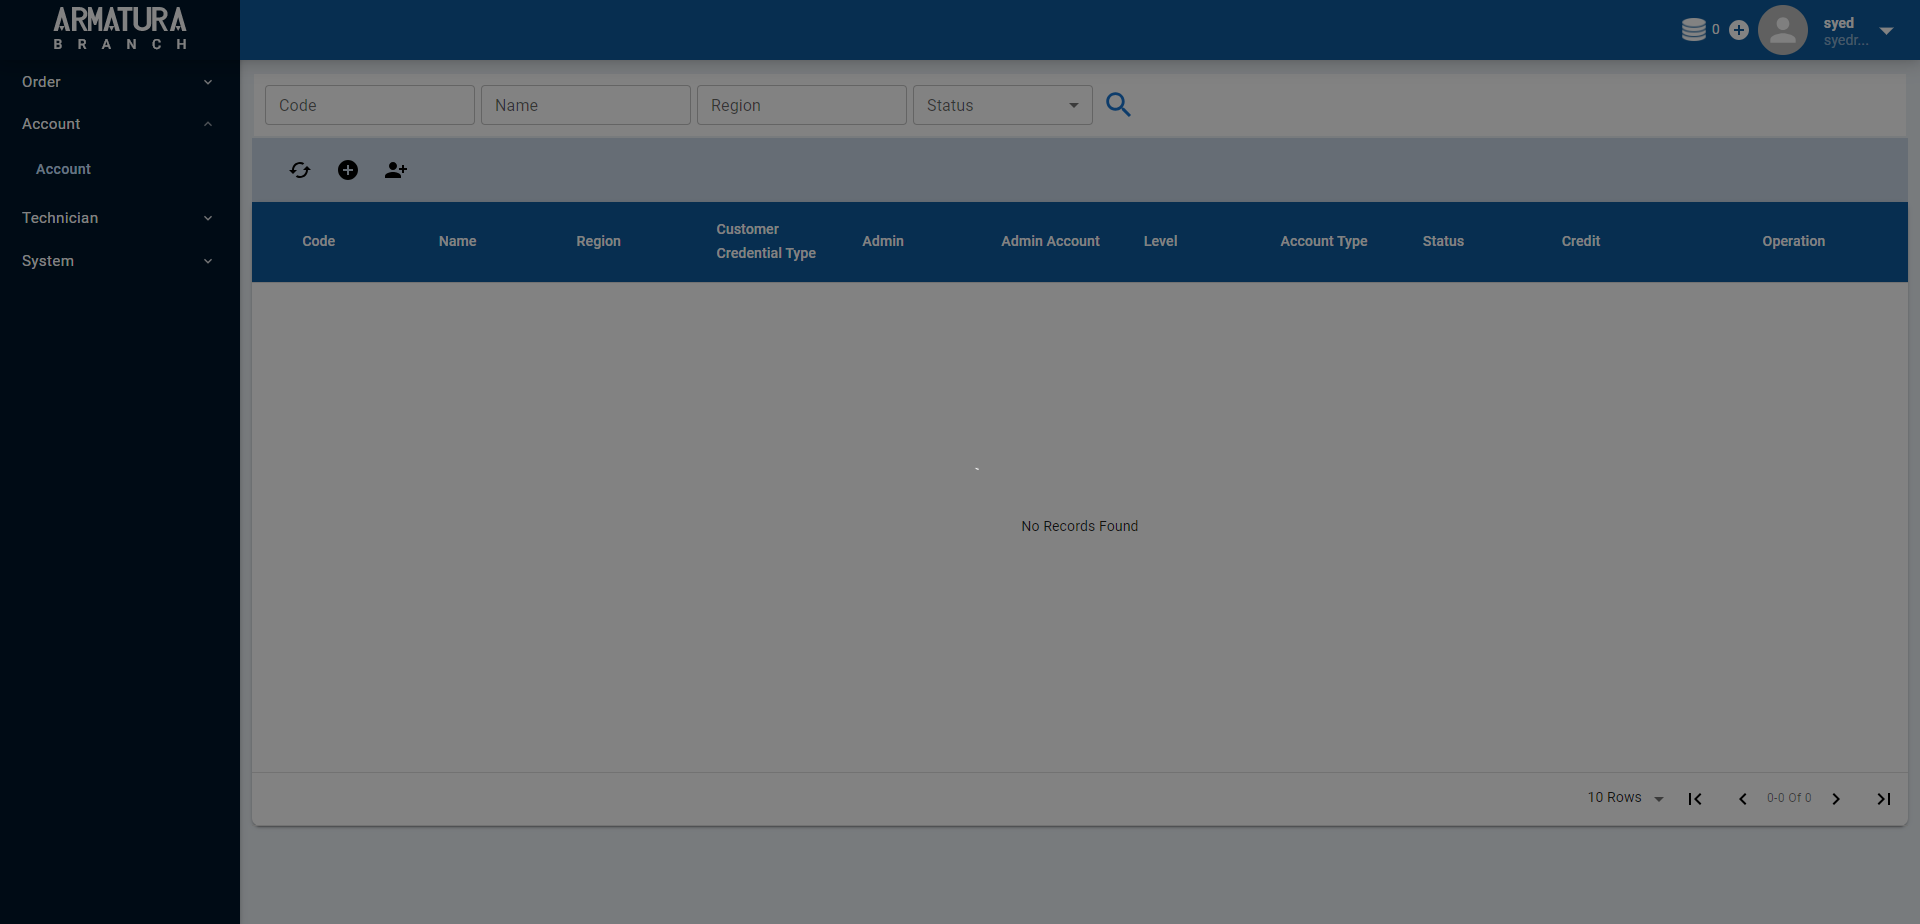 ARMATURA
BRANCH
0
syed
syedr...
Order
Account
Account
Technician
System
Code
Name
Region
Status
Code
Name
Region
Customer
Credential Type
Admin
Admin Account
Level
Account Type
Status
Credit
Operation
No Records Found
10 Rows
0-0 Of 0